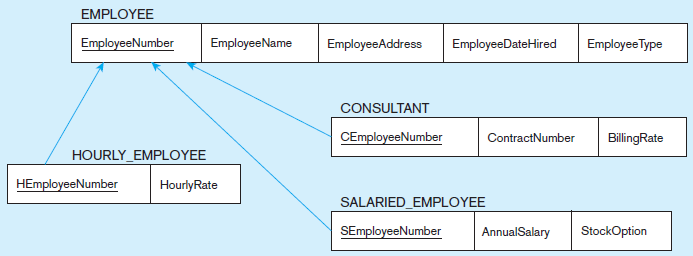 EMPLOYEE
EmployeeNumber EmployeeName EmployeeAddress EmployeeDateHired EmployeeType
CONSULTANT
CEmployeeNumber ContractNumber BillingRate
HOURLY_EMPLOYEE
HEmployeeNumber HourlyRate
SALARIED_EMPLOYEE
SEmployeeNumber AnnualSalary StockOption